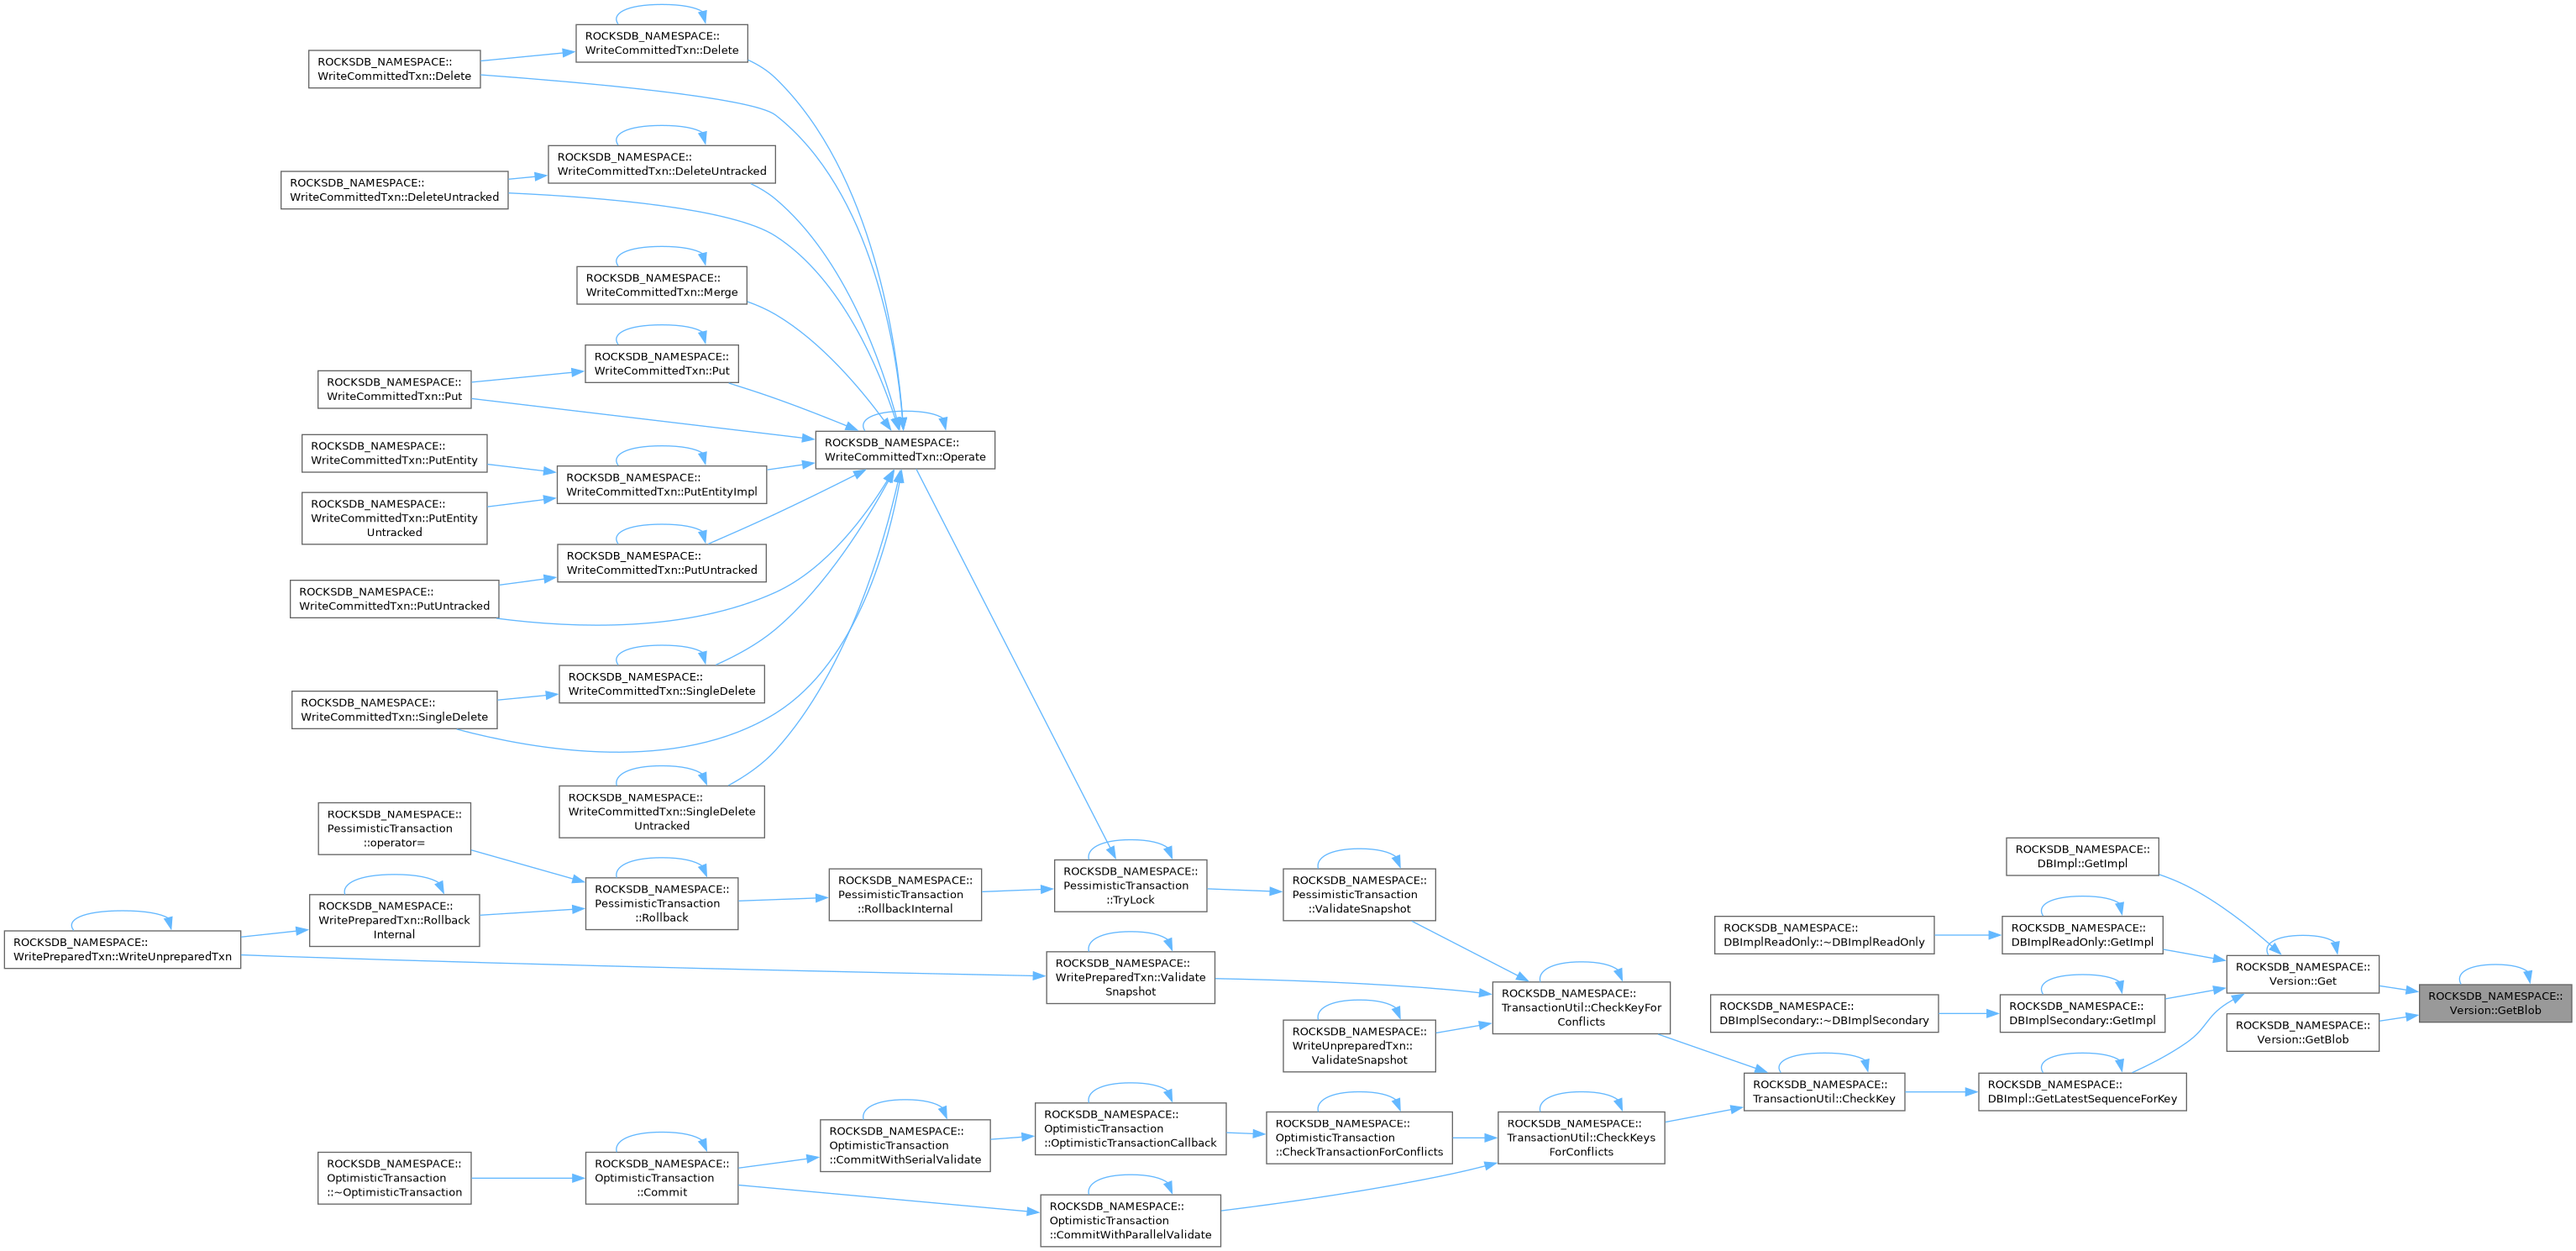 ROCKSDB_NAMESPACE::
WriteCommittedTxn::Delete
ROCKSDB_NAMESPACE::
WriteCommittedTxn::Delete
ROCKSDB_NAMESPACE::
WriteCommittedTxn::DeleteUntracked
ROCKSDB_NAMESPACE::
WriteCommittedTxn::DeleteUntracked
ROCKSDB_NAMESPACE::
WriteCommittedTxn::Merge
ROCKSDB_NAMESPACE::
WriteCommittedTxn::Put
ROCKSDB_NAMESPACE::
WriteCommittedTxn::Put
ROCKSDB_NAMESPACE::
WriteCommittedTxn::Operate
ROCKSDB_NAMESPACE::
WriteCommittedTxn::PutEntity
ROCKSDB_NAMESPACE::
WriteCommittedTxn::PutEntityImpl
ROCKSDB_NAMESPACE::
WriteCommittedTxn::PutEntity
Untracked
ROCKSDB_NAMESPACE::
WriteCommittedTxn::PutUntracked
ROCKSDB_NAMESPACE::
WriteCommittedTxn::PutUntracked
ROCKSDB_NAMESPACE::
WriteCommittedTxn::SingleDelete
ROCKSDB_NAMESPACE::
WriteCommittedTxn::SingleDelete
ROCKSDB_NAMESPACE::
WriteCommittedTxn::SingleDelete
Untracked
ROCKSDB_NAMESPACE::
PessimisticTransaction
::operator=
ROCKSDB_NAMESPACE::
PessimisticTransaction
::Rollback
ROCKSDB_NAMESPACE::
PessimisticTransaction
::RollbackInternal
ROCKSDB_NAMESPACE::
PessimisticTransaction
::TryLock
ROCKSDB_NAMESPACE::
PessimisticTransaction
::ValidateSnapshot
ROCKSDB_NAMESPACE::
DBImpl::GetImpl
ROCKSDB_NAMESPACE::
WritePreparedTxn::Rollback
Internal
ROCKSDB_NAMESPACE::
WritePreparedTxn::WriteUnpreparedTxn
ROCKSDB_NAMESPACE::
WritePreparedTxn::Validate
Snapshot
ROCKSDB_NAMESPACE::
DBImplReadOnly::~DBImplReadOnly
ROCKSDB_NAMESPACE::
DBImplReadOnly::GetImpl
ROCKSDB_NAMESPACE::
Version::Get
ROCKSDB_NAMESPACE::
TransactionUtil::CheckKeyFor
Conflicts
ROCKSDB_NAMESPACE::
DBImplSecondary::~DBImplSecondary
ROCKSDB_NAMESPACE::
DBImplSecondary::GetImpl
ROCKSDB_NAMESPACE::
Version::GetBlob
ROCKSDB_NAMESPACE::
Version::GetBlob
ROCKSDB_NAMESPACE::
WriteUnpreparedTxn::
ValidateSnapshot
ROCKSDB_NAMESPACE::
TransactionUtil::CheckKey
ROCKSDB_NAMESPACE::
DBImpl::GetLatestSequenceForKey
ROCKSDB_NAMESPACE::
OptimisticTransaction
::~OptimisticTransaction
ROCKSDB_NAMESPACE::
OptimisticTransaction
::Commit
ROCKSDB_NAMESPACE::
OptimisticTransaction
::CommitWithSerialValidate
ROCKSDB_NAMESPACE::
OptimisticTransaction
::OptimisticTransactionCallback
ROCKSDB_NAMESPACE::
OptimisticTransaction
::CheckTransactionForConflicts
ROCKSDB_NAMESPACE::
TransactionUtil::CheckKeys
ForConflicts
ROCKSDB_NAMESPACE::
OptimisticTransaction
::CommitWithParallelValidate